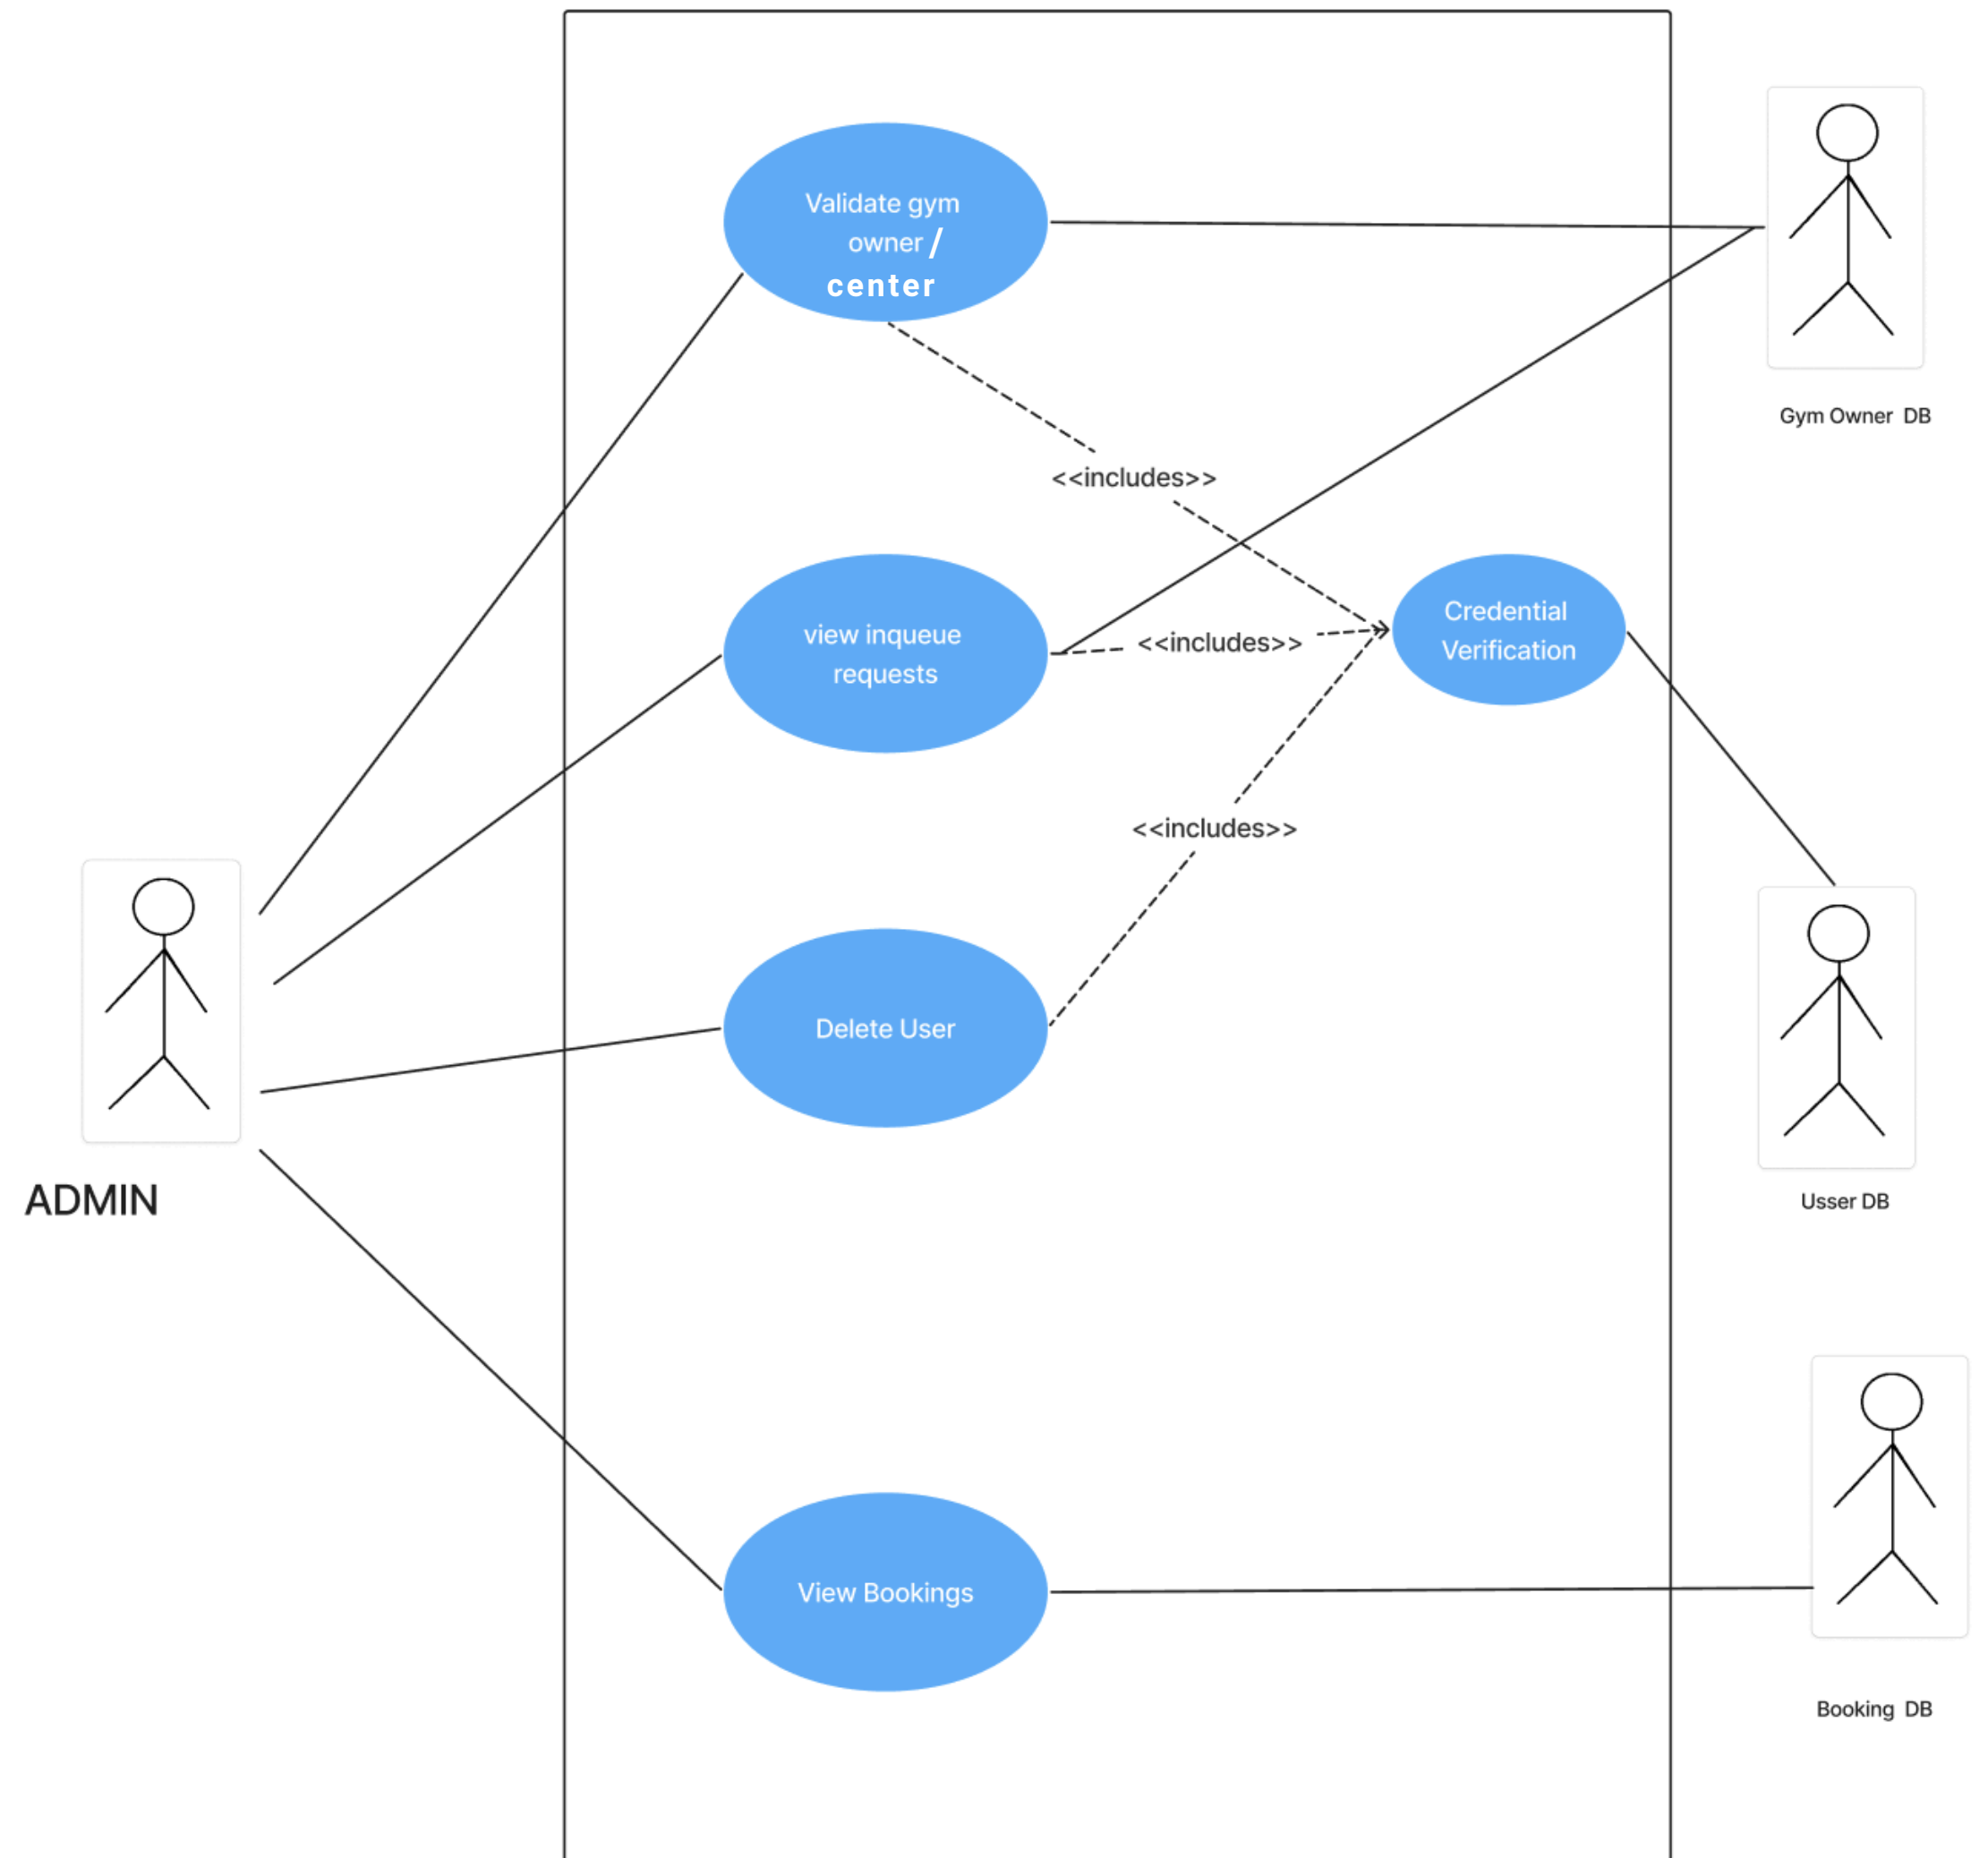 Validate gym
owner /
center
Gym Owner DB
<<includes>>
view inqueue
requests
<<includes>>
Credential
Verification
<<includes>>
Delete User
ADMIN
Usser DB
View Bookings
Booking DB